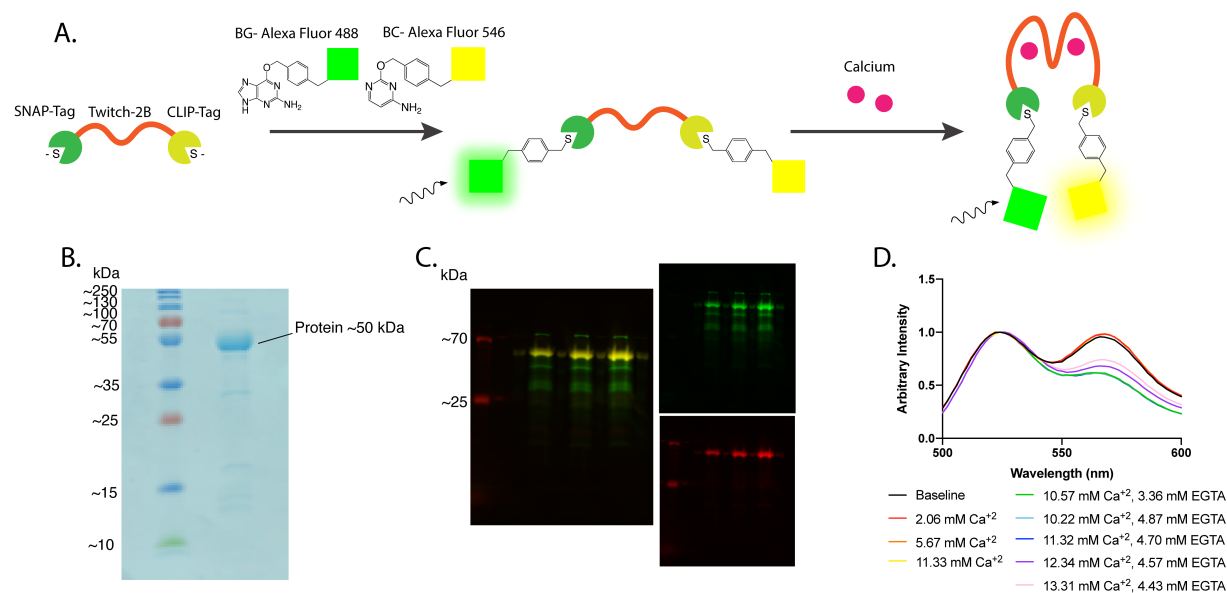 A.
BG- Alexa Fluor 488
BC- Alexa Fluor 546
O
N
N
N
N
H
NH₂
O
N
N
NH₂
SNAP-Tag
Twitch-2B
CLIP-Tag
- S
S -
S
S
Calcium
S
S
B.
kDa
~250
~130
~100
~70
~55
~35
~25
~15
~10
Protein ~50 kDa
C.
kDa
~70
~25
D.
Arbitrary Intensity
1.5
1.0
0.5
0.0
500
550
600
Wavelength (nm)
Baseline
2.06 mM Ca⁺²
5.67 mM Ca⁺²
11.33 mM Ca⁺²
10.57 mM Ca⁺², 3.36 mM EGTA
10.22 mM Ca⁺², 4.87 mM EGTA
11.32 mM Ca⁺², 4.70 mM EGTA
12.34 mM Ca⁺², 4.57 mM EGTA
13.31 mM Ca⁺², 4.43 mM EGTA